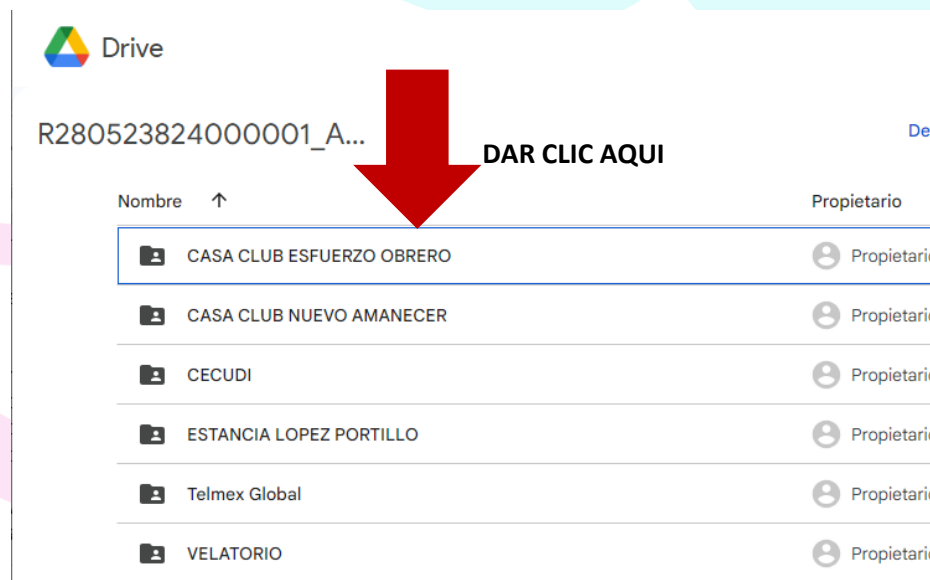 Drive
R280523824000001_A...
De
DAR CLIC AQUI
Nombre Propietario
CASA CLUB ESFUERZO OBRERO Propietario
CASA CLUB NUEVO AMANECER Propietario
CECUDI Propietario
ESTANCIA LOPEZ PORTILLO Propietario
Telmex Global Propietario
VELATORIO Propietario